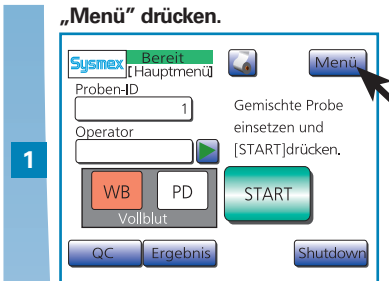 „Menü” drücken.
1
Sysmex
Bereit
[Hauptmenü]
Menü
Proben-ID
1
Operator
Gemischte Probe
einsetzen und
[START]drücken.
WB
PD
Vollblut
START
QC
Ergebnis
Shutdown